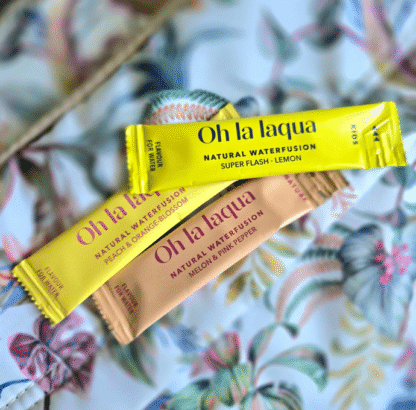 Oh la laqua
NATURAL WATERFUSION
SUPER FLASH - LEMON
FLAVOUR
FOR WATER
KIDS
Oh la la
NATURAL WATERFUSION
PEACH & ORANGE-BLOSSOM
FLAVOUR
FOR WATER
Oh la laqua
NATURAL WATERFUSION
MELON & PINK PEPPER
FLAVOUR
FOR WATER